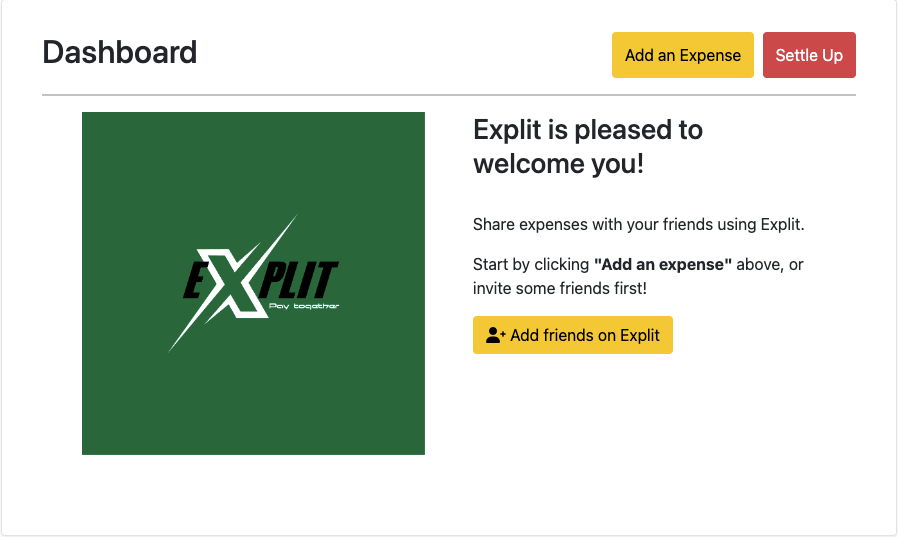 Dashboard
Add an Expense
Settle Up
EXPLIT
Pay together
Explit is pleased to
welcome you!
Share expenses with your friends using Explit.
Start by clicking "Add an expense" above, or
invite some friends first!
Add friends on Explit